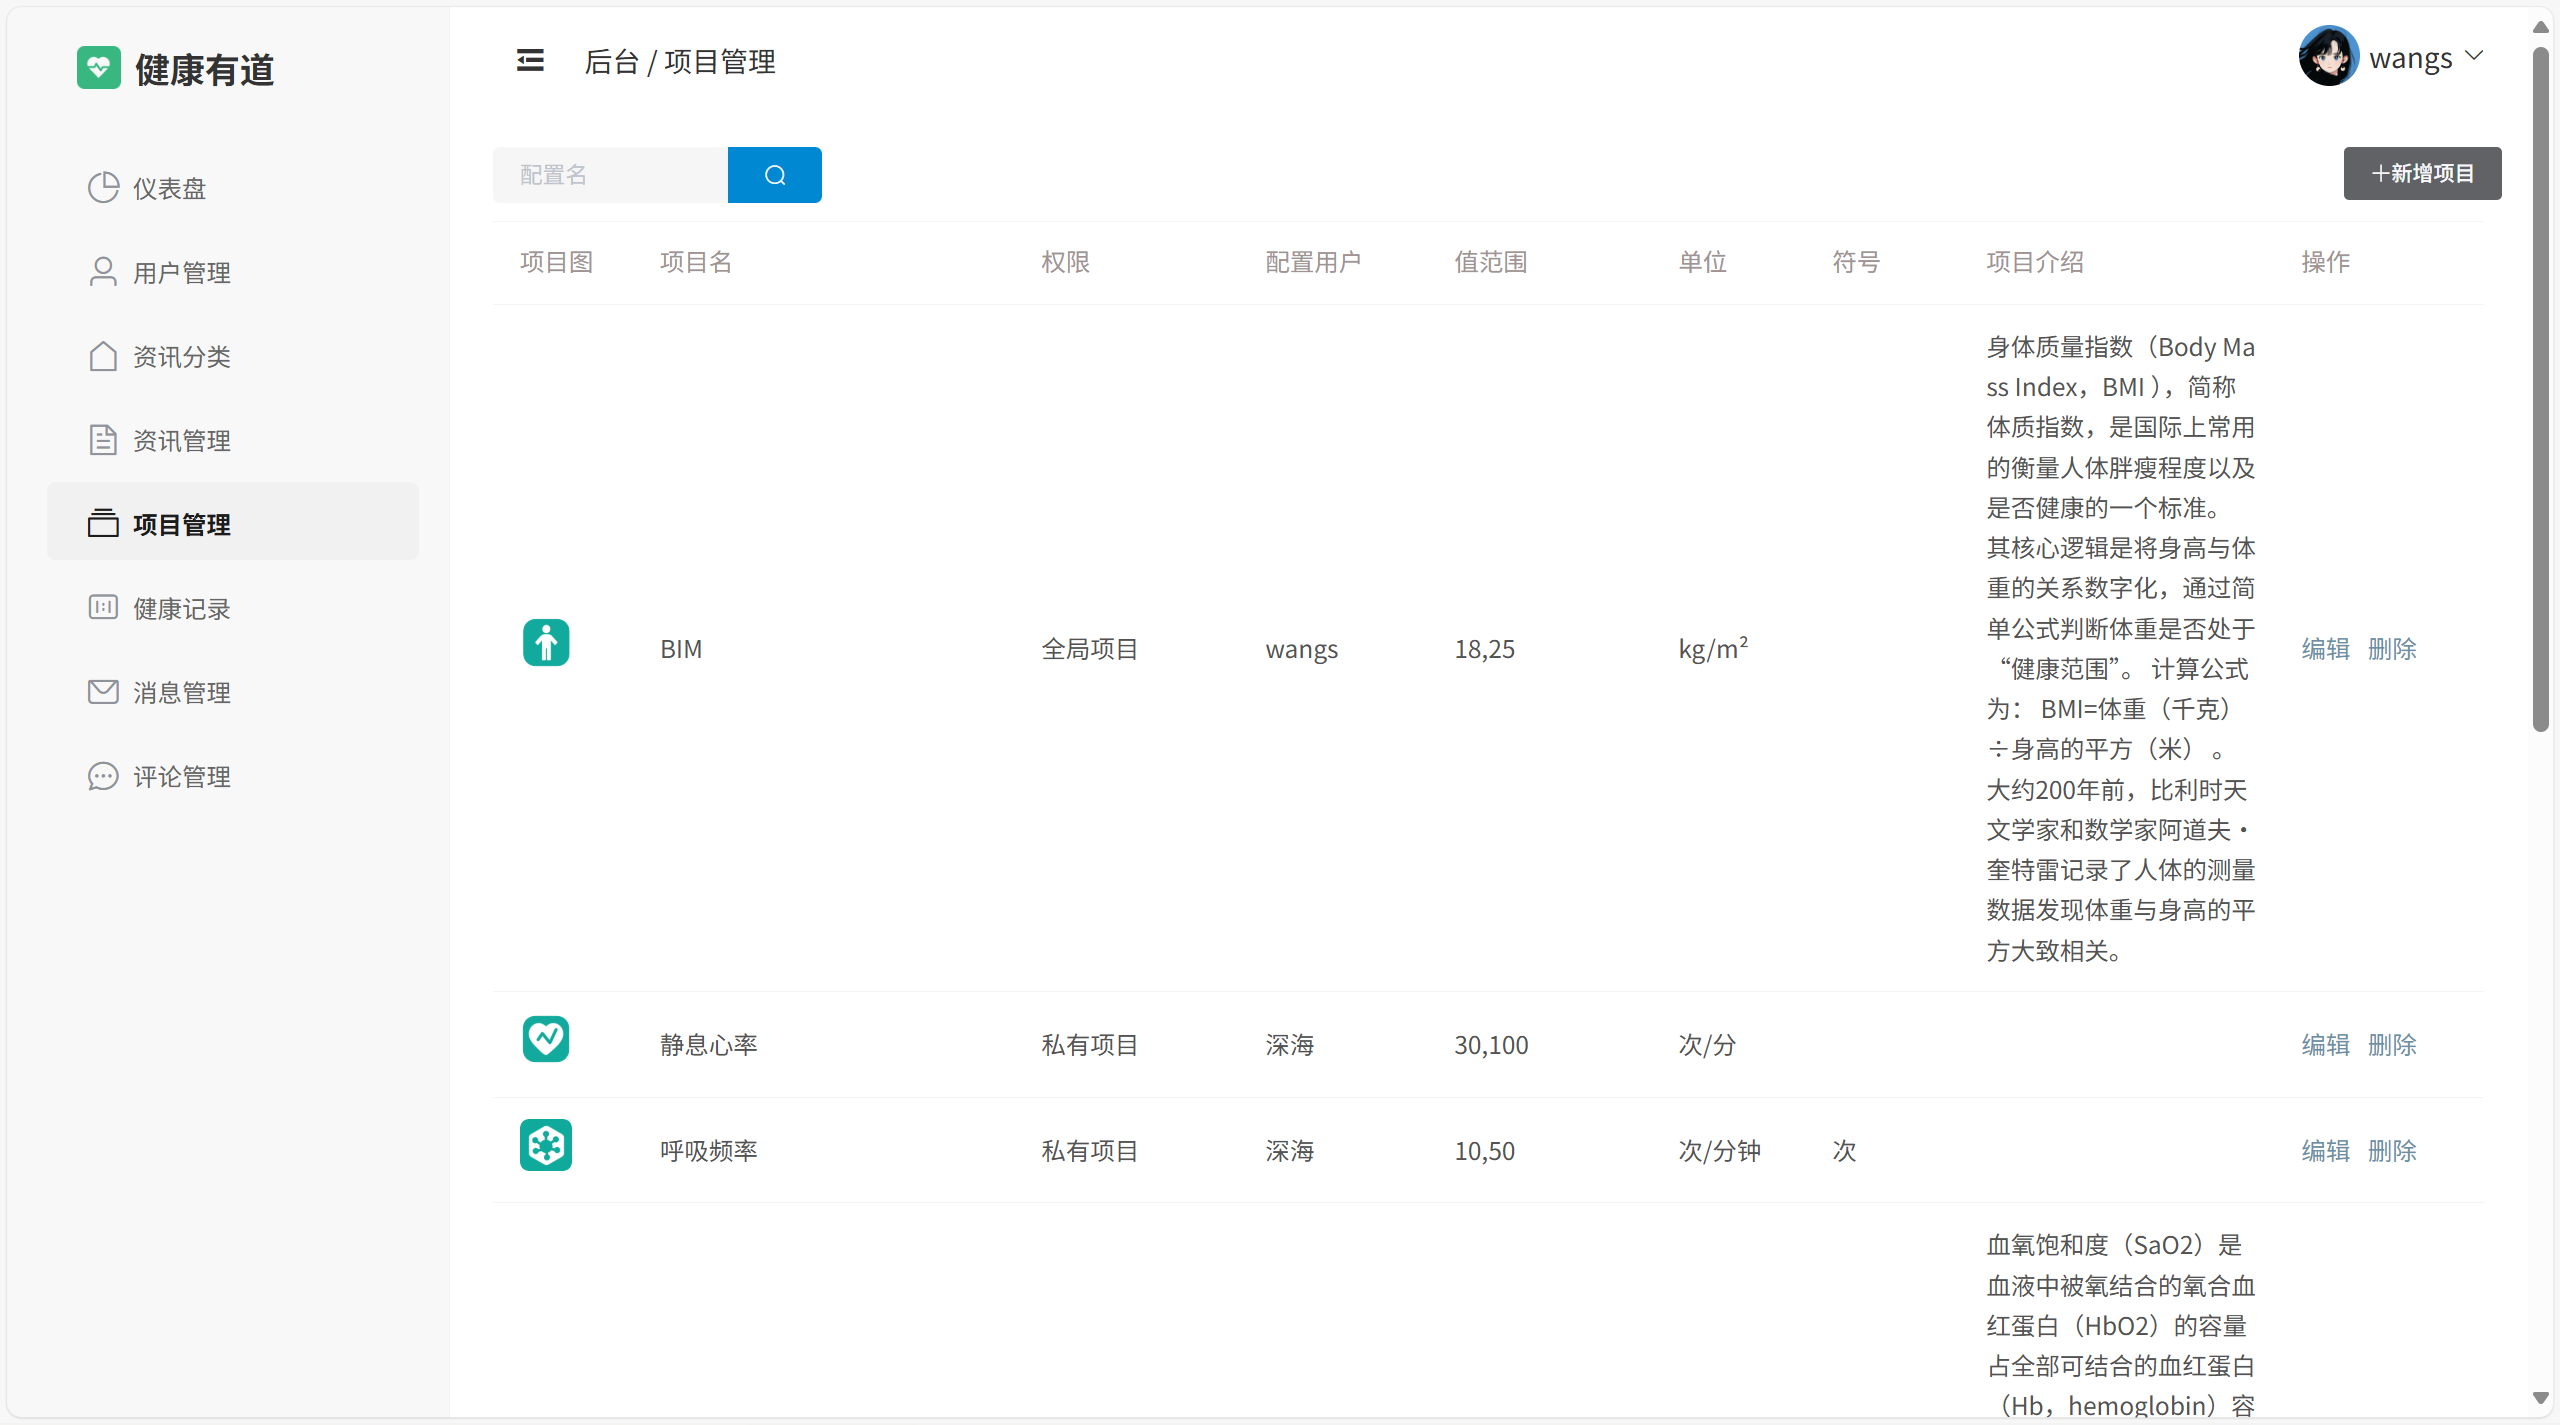 健康有道
仪表盘
用户管理
资讯分类
资讯管理
项目管理
健康记录
消息管理
评论管理
后台 / 项目管理
wangs
配置名
+新增项目
项目图 项目名 权限 配置用户 值范围 单位 符号 项目介绍 操作
BIM 全局项目 wangs 18,25 kg/m² 编辑 删除
身体质量指数（Body Ma
ss Index，BMI ），简称
体质指数，是国际上常用
的衡量人体胖瘦程度以及
是否健康的一个标准。
其核心逻辑是将身高与体
重的关系数字化，通过简
单公式判断体重是否处于
“健康范围”。 计算公式
为： BMI=体重（千克）
÷身高的平方（米） 。
大约200年前，比利时天
文学家和数学家阿道夫・
奎特雷记录了人体的测量
数据发现体重与身高的平
方大致相关。
静息心率 私有项目 深海 30,100 次/分 编辑 删除
呼吸频率 私有项目 深海 10,50 次/分钟 次 编辑 删除
血氧饱和度（SaO2）是
血液中被氧结合的氧合血
红蛋白（HbO2）的容量
占全部可结合的血红蛋白
（Hb，hemoglobin）容